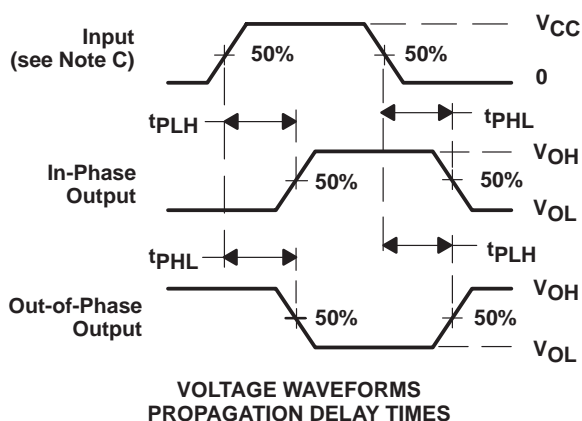 Input
(see Note C)
50%
50%
VCC
0
tPLH
tPHL
In-Phase
Output
50%
50%
VOH
VOL
tPHL
tPLH
Out-of-Phase
Output
50%
50%
VOH
VOL
VOLTAGE WAVEFORMS
PROPAGATION DELAY TIMES